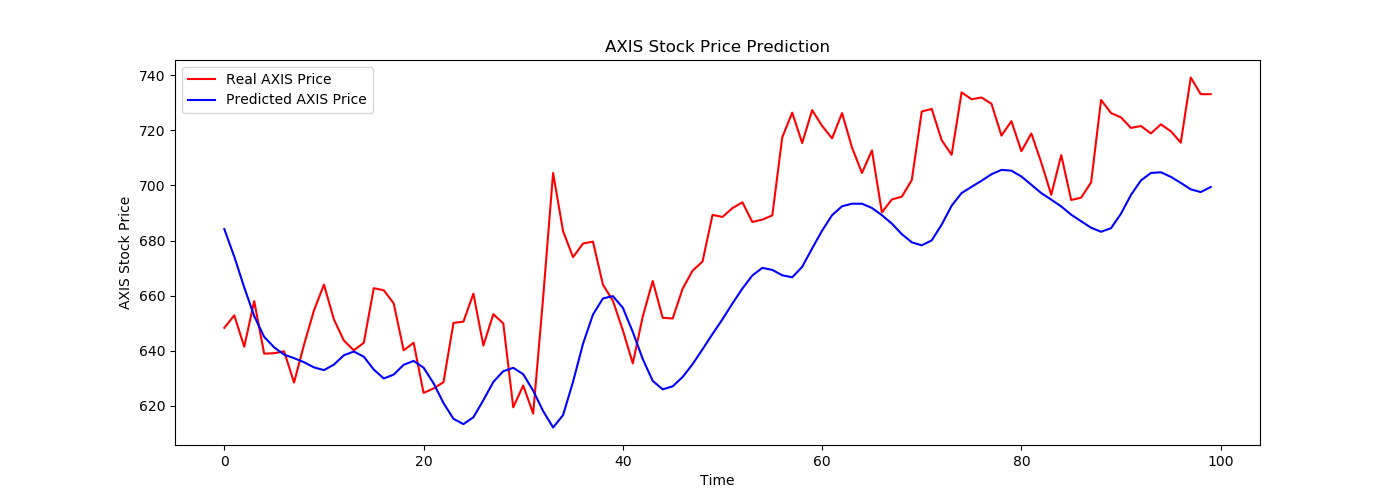 AXIS Stock Price Prediction
Real AXIS Price
Predicted AXIS Price
AXIS Stock Price
740
720
700
680
660
640
620
0 20 40 60 80 100
Time